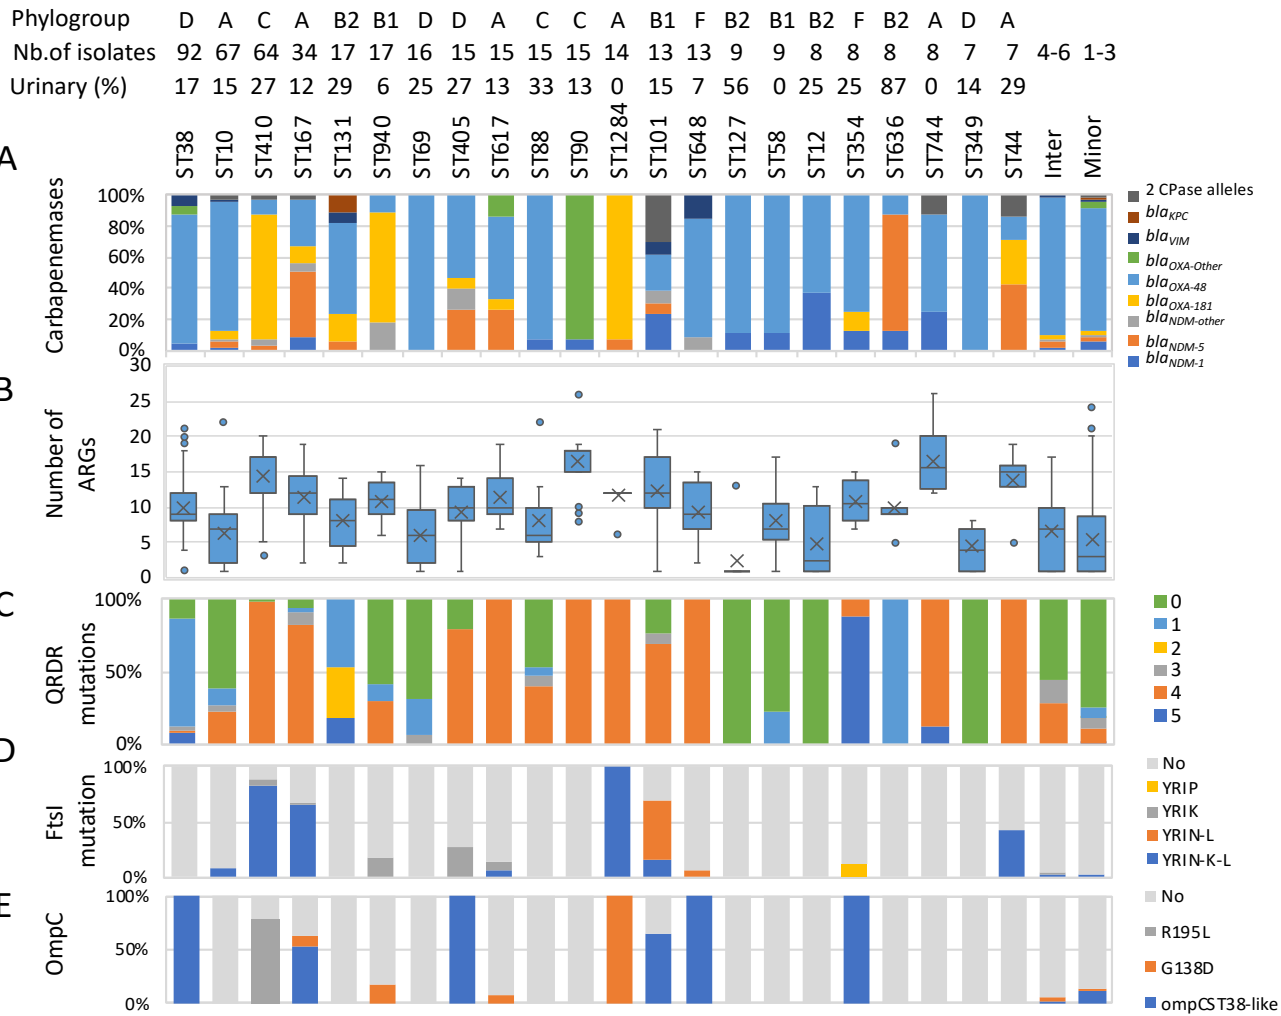 Phylogroup D A C A B2 B1 D D A C C A B1 F B2 B1 B2 F B2 A D A
Nb.of isolates 92 67 64 34 17 17 16 15 15 15 15 14 13 13 9 9 8 8 8 8 7 7 4-6 1-3
Urinary (%) 17 15 27 12 29 6 25 27 13 33 13 0 15 7 56 0 25 25 87 0 14 29
ST38 ST10 ST410 ST167 ST131 ST940 ST69 ST405 ST617 ST88 ST90 ST1284 ST101 ST648 ST127 ST58 ST12 ST354 ST636 ST744 ST349 ST44 Inter Minor
A
Carbapenemases
100%
80%
60%
40%
20%
0%
2 CPase alleles
blaKPC
blaVIM
blaOXA-Other
blaOXA-48
blaOXA-181
blaNDM-other
blaNDM-5
blaNDM-1
B
Number of
ARGs
30
25
20
15
10
5
0
C
QRDR
mutations
100%
50%
0%
0
1
2
3
4
5
D
FtsI
mutation
100%
50%
0%
No
YRIP
YRIK
YRIN-L
YRIN-K-L
E
OmpC
100%
50%
0%
No
R195L
G138D
ompCST38-like